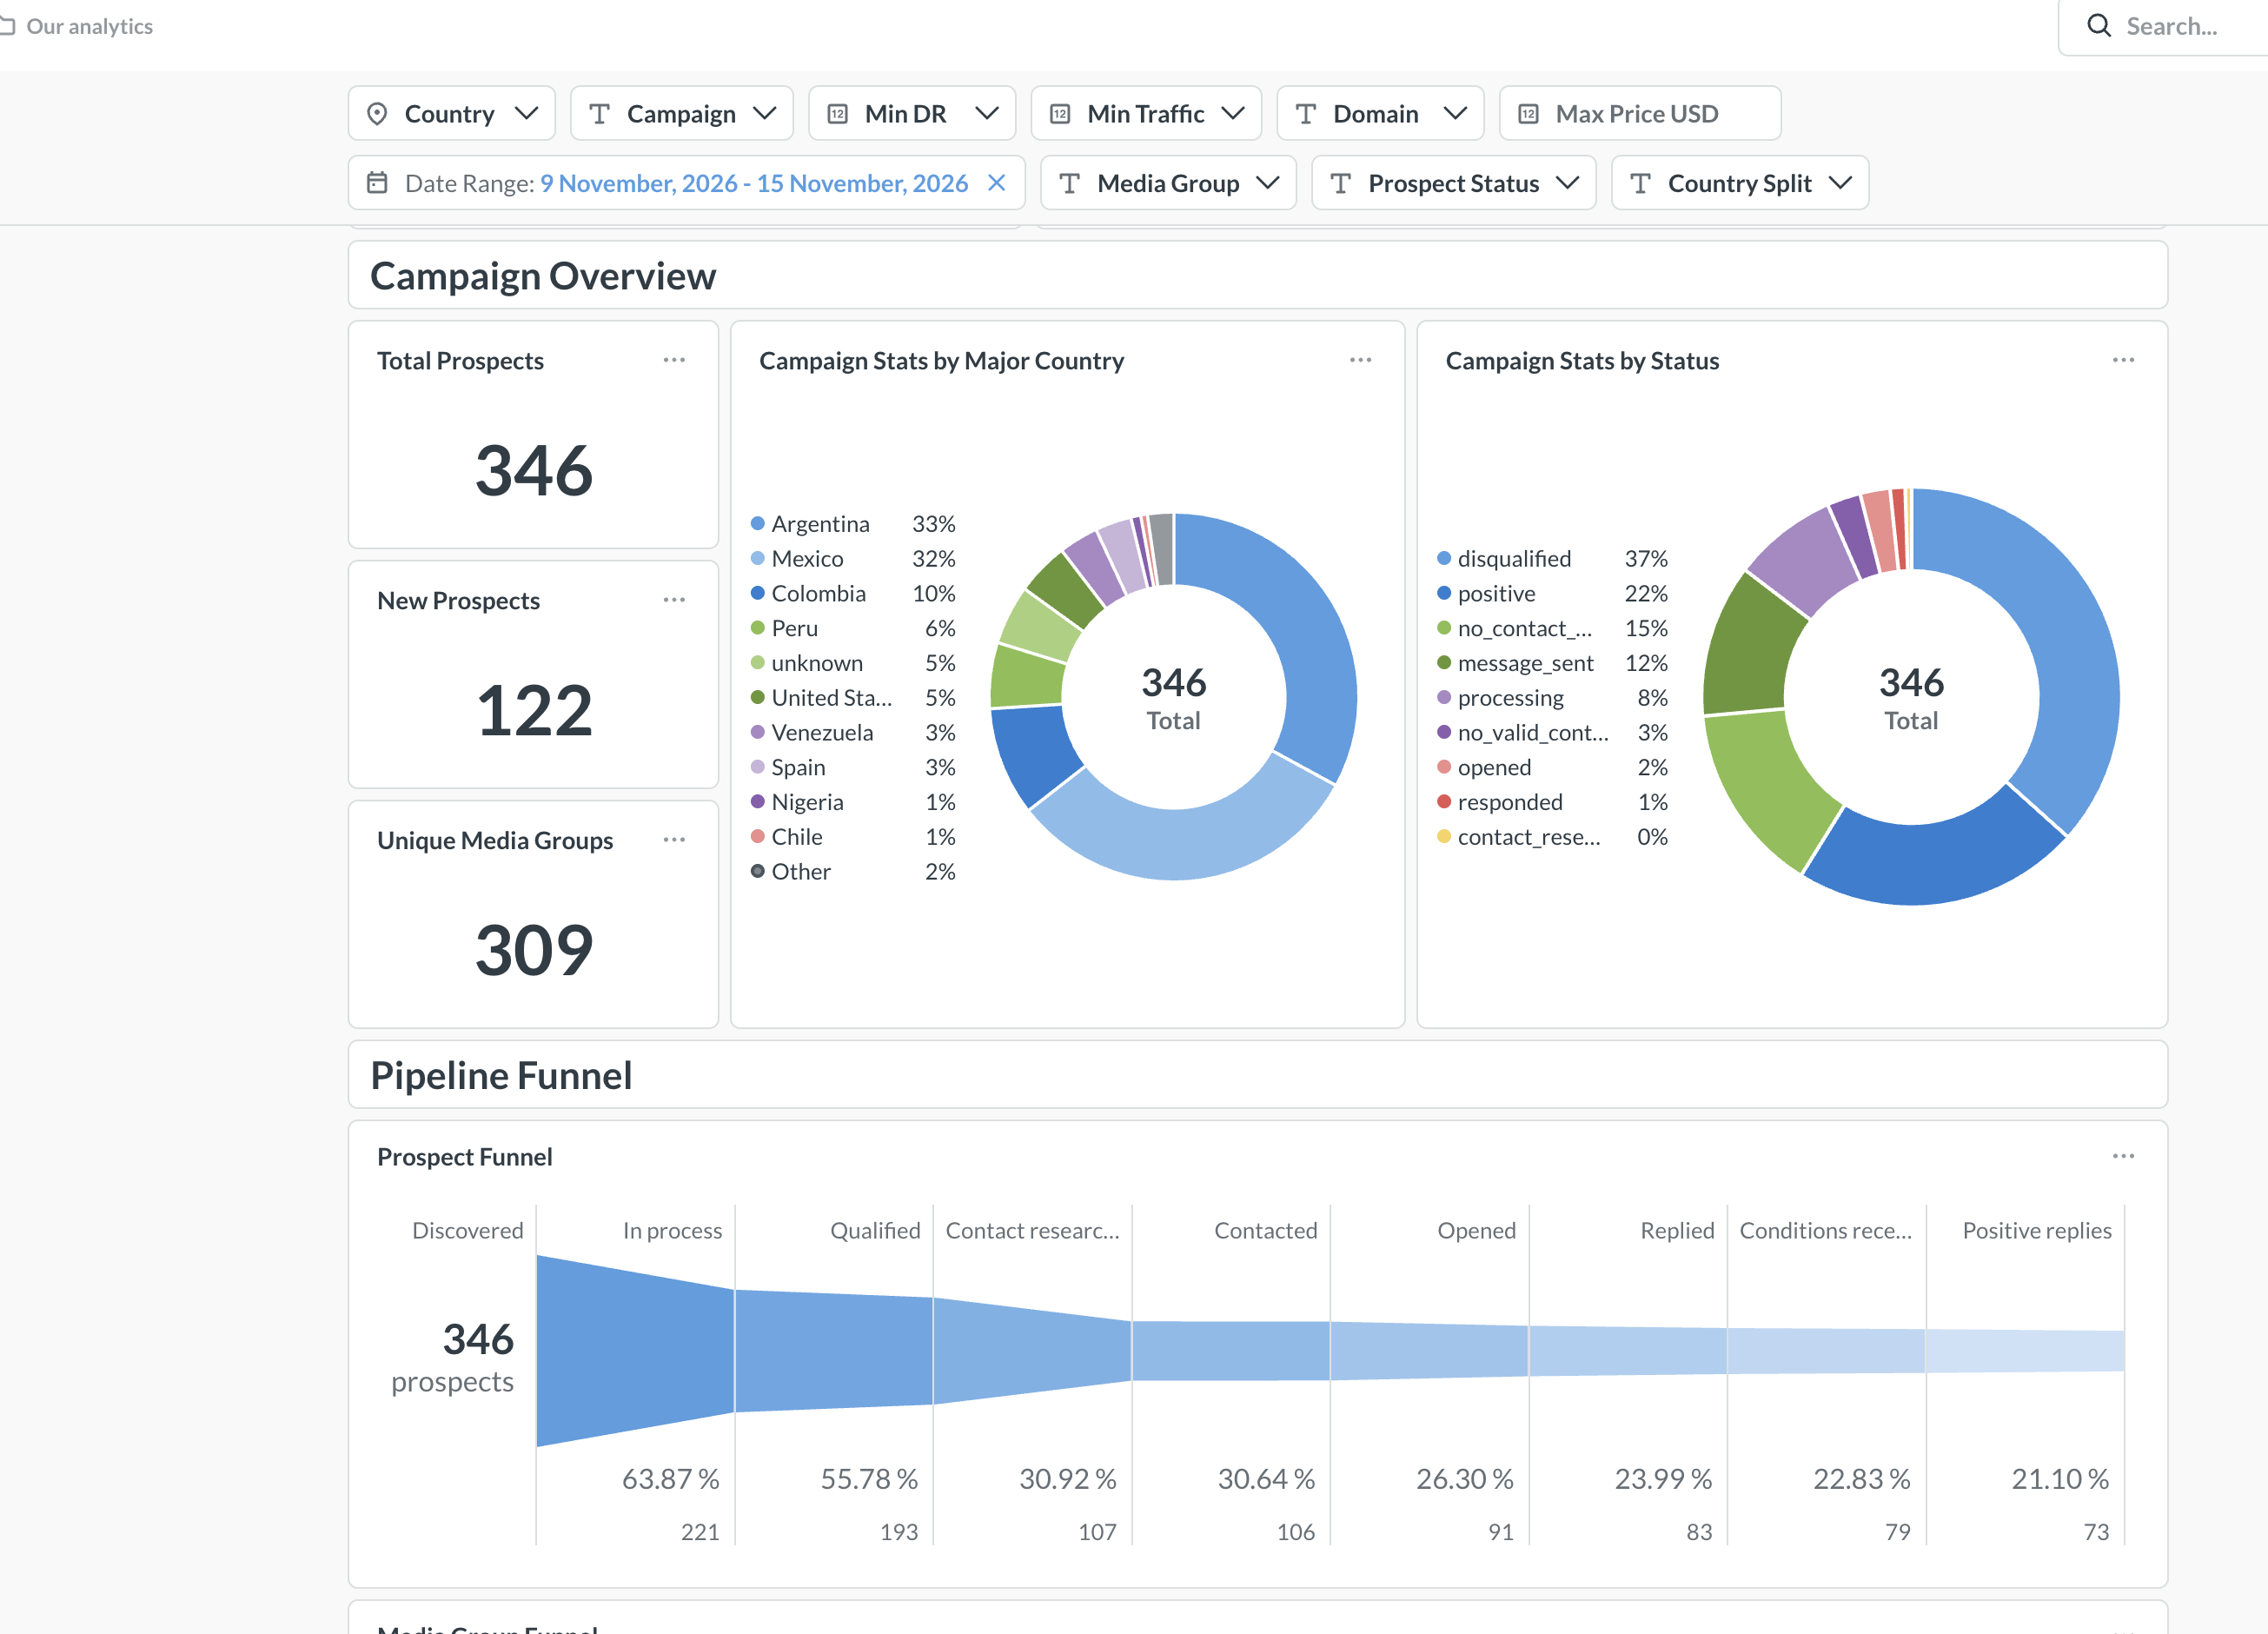 Our analytics
Search...
Country
Campaign
Min DR
Min Traffic
Domain
Max Price USD
Date Range: 9 November, 2026 - 15 November, 2026
Media Group
Prospect Status
Country Split
Campaign Overview
Total Prospects
346
New Prospects
122
Unique Media Groups
309
Campaign Stats by Major Country
Argentina 33%
Mexico 32%
Colombia 10%
Peru 6%
unknown 5%
United Sta... 5%
Venezuela 3%
Spain 3%
Nigeria 1%
Chile 1%
Other 2%
346
Total
Campaign Stats by Status
disqualified 37%
positive 22%
no_contact_... 15%
message_sent 12%
processing 8%
no_valid_cont... 3%
opened 2%
responded 1%
contact_rese... 0%
346
Total
Pipeline Funnel
Prospect Funnel
Discovered In process Qualified Contact researc... Contacted Opened Replied Conditions rece... Positive replies
346
prospects
63.87 % 55.78 % 30.92 % 30.64 % 26.30 % 23.99 % 22.83 % 21.10 %
221 193 107 106 91 83 79 73
Media Group Funnel